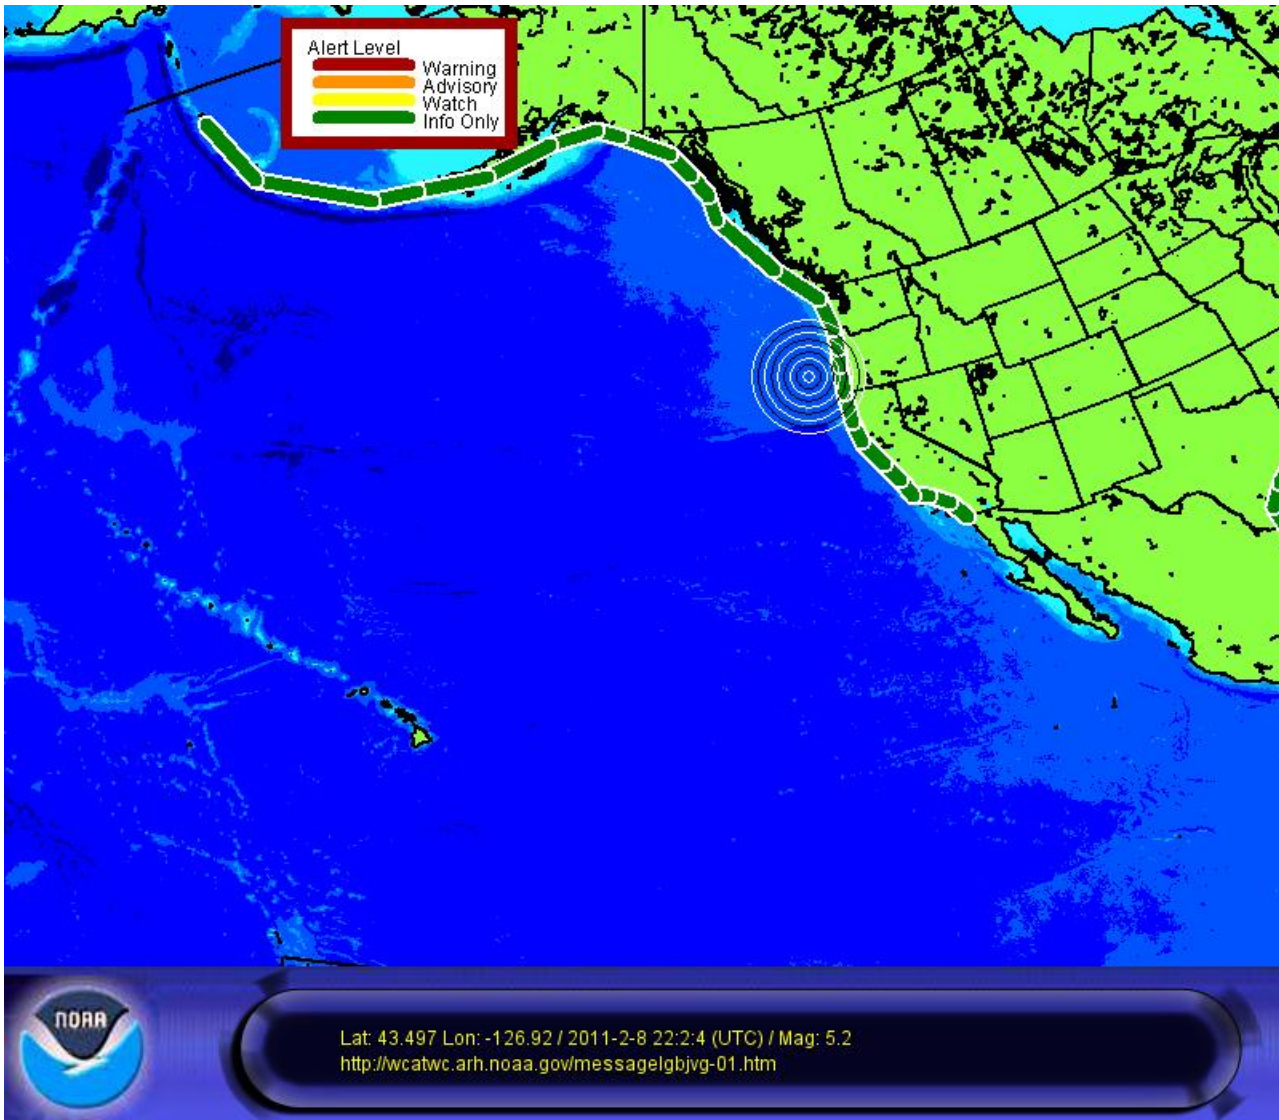 Alert Level
Warning
Advisory
Watch
Info Only
NOAA
Lat: 43.497 Lon: -126.92 / 2011-2-8 22:2:4 (UTC) / Mag: 5.2
http://wcatwc.arh.noaa.gov/messagelgbjvg-01.htm